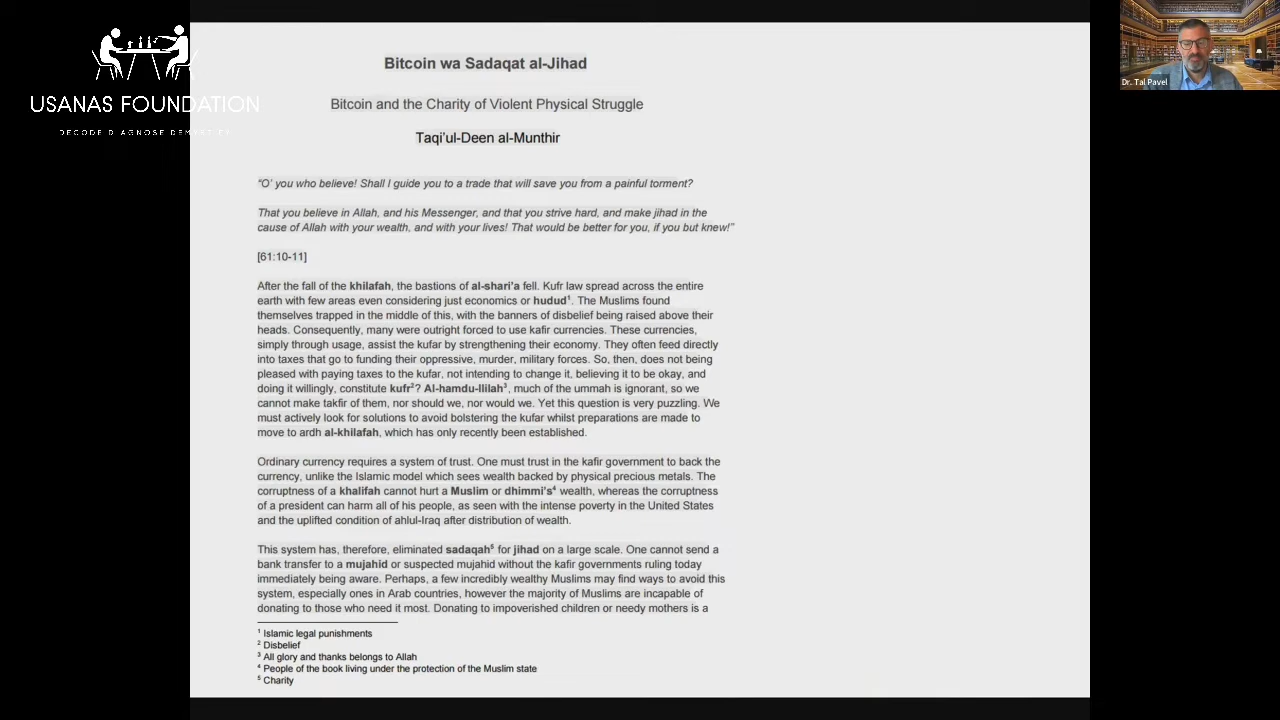 USANAS FOUNDATION
Dr. Tal Pavel
Bitcoin wa Sadaqat al-Jihad
Bitcoin and the Charity of Violent Physical Struggle
Taqi'ul-Deen al-Munthir
“O’ you who believe! Shall I guide you to a trade that will save you from a painful torment?
That you believe in Allah, and his Messenger, and that you strive hard, and make jihad in the
cause of Allah with your wealth, and with your lives! That would be better for you, if you but knew!”
[61:10-11]
After the fall of the khilafah, the bastions of al-shari’a fell. Kufr law spread across the entire
earth with few areas even considering just economics or hudud¹. The Muslims found
themselves trapped in the middle of this, with the banners of disbelief being raised above their
heads. Consequently, many were outright forced to use kafir currencies. These currencies,
simply through usage, assist the kufar by strengthening their economy. They often feed directly
into taxes that go to funding their oppressive, murder, military forces. So, then, does not being
pleased with paying taxes to the kufar, not intending to change it, believing it to be okay, and
doing it willingly, constitute kufr²? Al-hamdu-llilah³, much of the ummah is ignorant, so we
cannot make takfir of them, nor should we, nor would we. Yet this question is very puzzling. We
must actively look for solutions to avoid bolstering the kufar whilst preparations are made to
move to ardh al-khilafah, which has only recently been established.
Ordinary currency requires a system of trust. One must trust in the kafir government to back the
currency, unlike the Islamic model which sees wealth backed by physical precious metals. The
corruptness of a khalifah cannot hurt a Muslim or dhimmi’s⁴ wealth, whereas the corruptness
of a president can harm all of his people, as seen with the intense poverty in the United States
and the uplifted condition of ahlul-Iraq after distribution of wealth.
This system has, therefore, eliminated sadaqah⁵ for jihad on a large scale. One cannot send a
bank transfer to a mujahid or suspected mujahid without the kafir governments ruling today
immediately being aware. Perhaps, a few incredibly wealthy Muslims may find ways to avoid this
system, especially ones in Arab countries, however the majority of Muslims are incapable of
donating to those who need it most. Donating to impoverished children or needy mothers is a
¹ Islamic legal punishments
² Disbelief
³ All glory and thanks belongs to Allah
⁴ People of the book living under the protection of the Muslim state
⁵ Charity